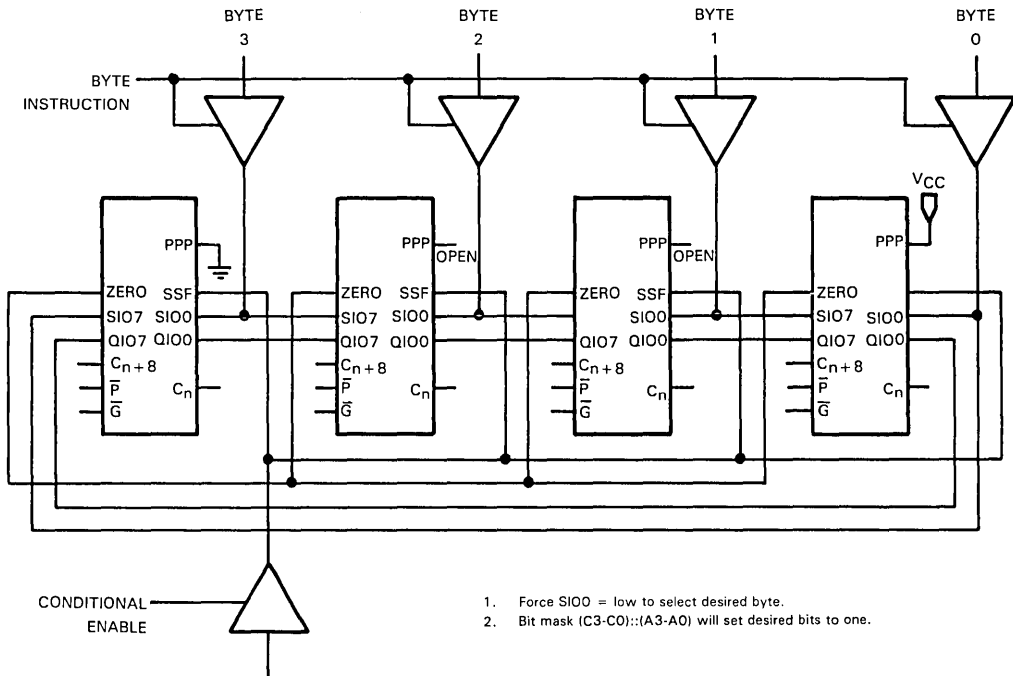 BYTE
3
BYTE
2
BYTE
1
BYTE
0
BYTE
INSTRUCTION
VCC
PPP
PPP
OPEN
PPP
OPEN
PPP
ZERO SSF
SIO7 SIO0
QIO7 QIO0
Cn+8
P̅ Cn
G̅
ZERO SSF
SIO7 SIO0
QIO7 QIO0
Cn+8
P̅ Cn
G̅
ZERO SSF
SIO7 SIO0
QIO7 QIO0
Cn+8
P̅ Cn
G̅
ZERO
SIO7 SIO0
QIO7 QIO0
Cn+8
P̅ Cn
G̅
CONDITIONAL
ENABLE
1. Force SIO0 = low to select desired byte.
2. Bit mask (C3-C0)::(A3-A0) will set desired bits to one.